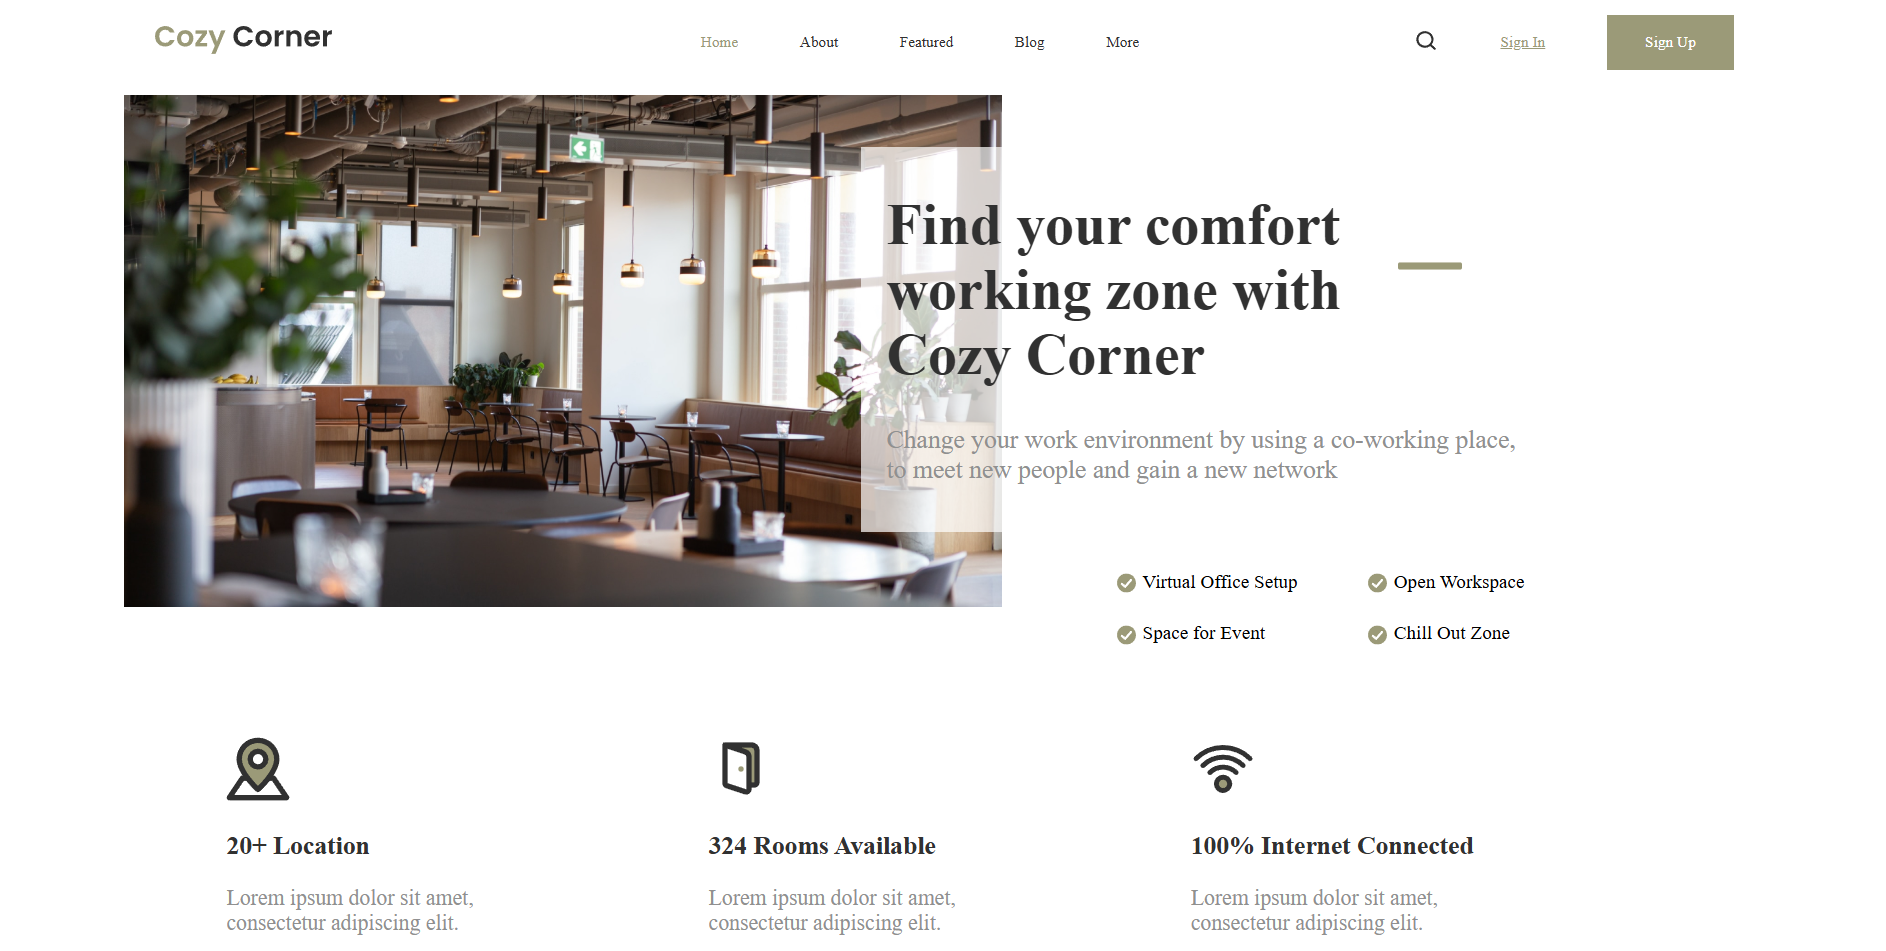 Cozy Corner
Home
About
Featured
Blog
More
Sign In
Sign Up
Find your comfort
working zone with
Cozy Corner
Change your work environment by using a co-working place,
to meet new people and gain a new network
Virtual Office Setup
Open Workspace
Space for Event
Chill Out Zone
20+ Location
Lorem ipsum dolor sit amet,
consectetur adipiscing elit.
324 Rooms Available
Lorem ipsum dolor sit amet,
consectetur adipiscing elit.
100% Internet Connected
Lorem ipsum dolor sit amet,
consectetur adipiscing elit.